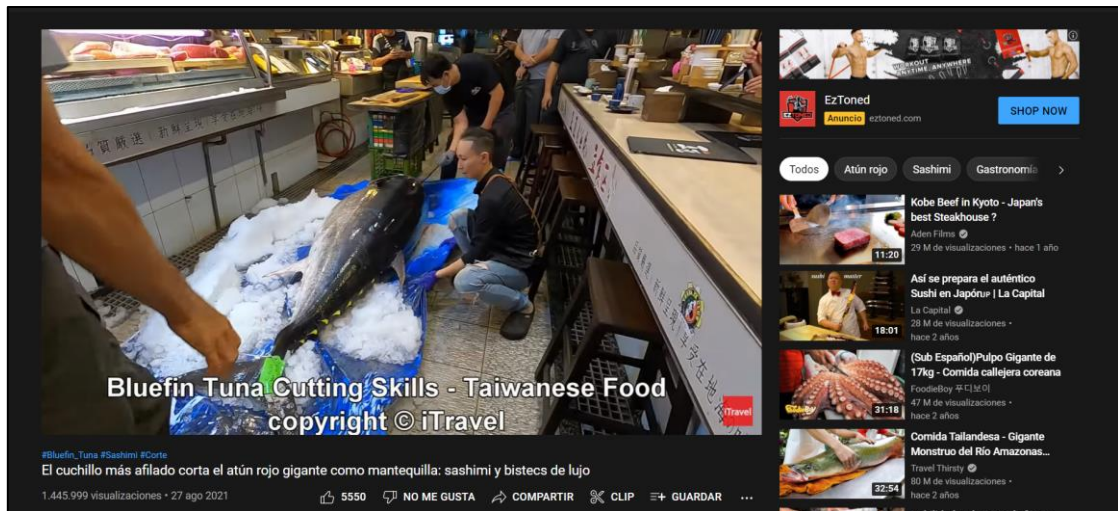 Bluefin Tuna Cutting Skills - Taiwanese Food
copyright © iTravel
iTravel
#Bluefin_Tuna #Sashimi #Corte
El cuchillo más afilado corta el atún rojo gigante como mantequilla: sashimi y bistecs de lujo
1.445.999 visualizaciones • 27 ago 2021
5550
NO ME GUSTA
COMPARTIR
CLIP
GUARDAR
WORKOUT
ANYTIME·ANYWHERE
EzToned
Anuncio eztoned.com
SHOP NOW
Todos
Atún rojo
Sashimi
Gastronomía
Kobe Beef in Kyoto - Japan's
best Steakhouse ?
Aden Films
29 M de visualizaciones • hace 1 año
11:20
Así se prepara el auténtico
Sushi en Japón🇯🇵 | La Capital
La Capital
28 M de visualizaciones •
hace 2 años
18:01
(Sub Español)Pulpo Gigante de
17kg - Comida callejera coreana
FoodieBoy 푸디보이
47 M de visualizaciones •
hace 2 años
31:18
Comida Tailandesa - Gigante
Monstruo del Río Amazonas...
Travel Thirsty
80 M de visualizaciones •
hace 2 años
32:54